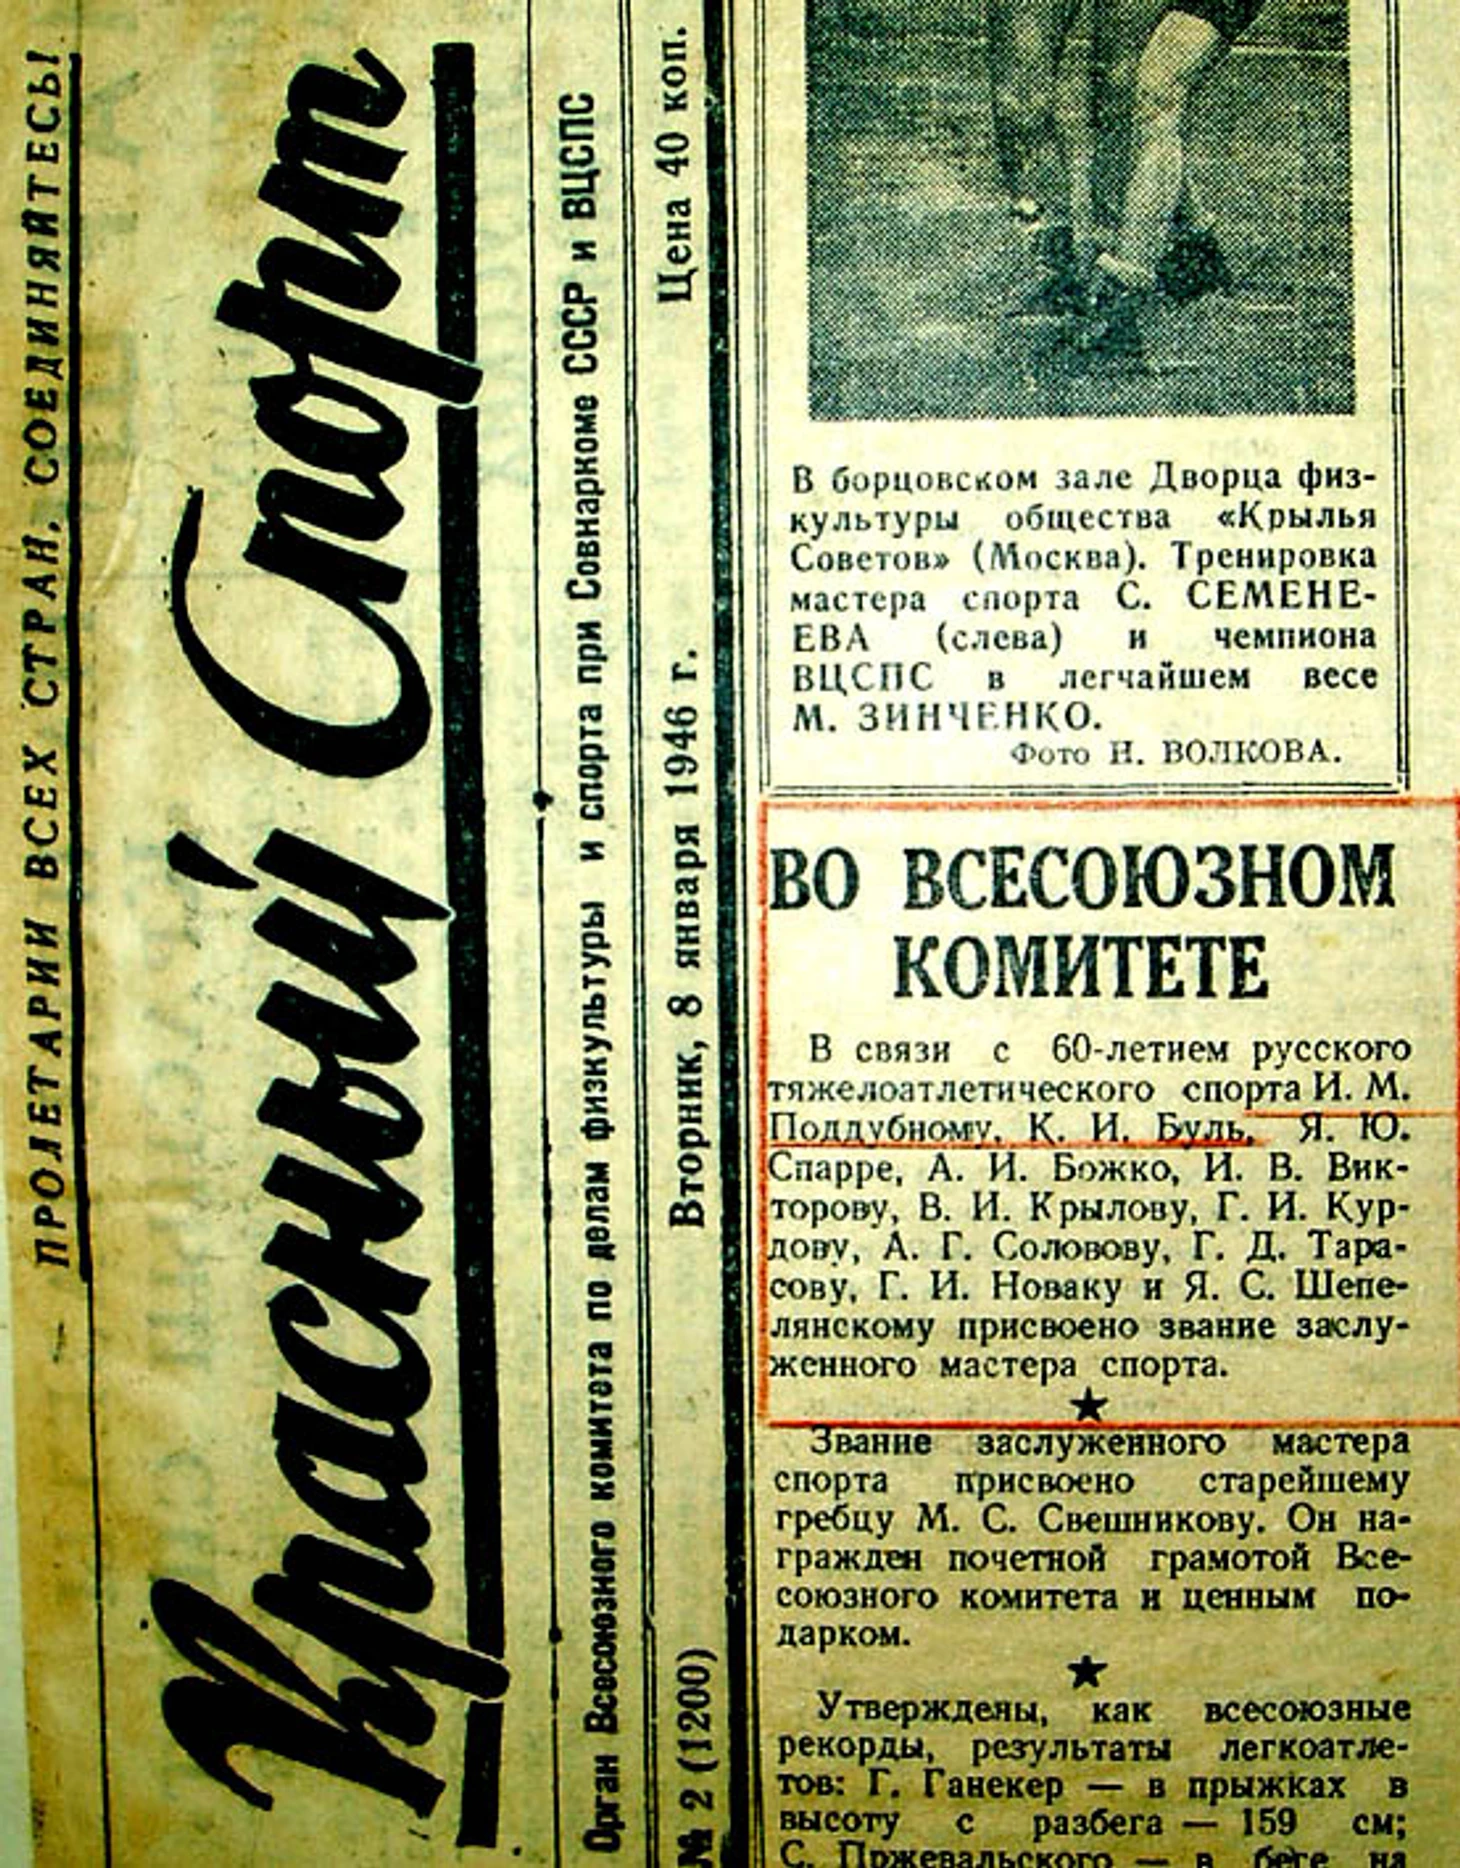 ПРОЛЕТАРИИ ВСЕХ СТРАН, СОЕДИНЯЙТЕСЬ!
Красный Спорт
Орган Всесоюзного комитета по делам физкультуры и спорта при Совнаркоме СССР и ВЦСПС
№ 2 (1200) Вторник, 8 января 1946 г. Цена 40 коп.
В борцовском зале Дворца физ-
культуры общества «Крылья
Советов» (Москва). Тренировка
мастера спорта С. СЕМЕНЕ-
ЕВА (слева) и чемпиона
ВЦСПС в легчайшем весе
М. ЗИНЧЕНКО.
Фото Н. ВОЛКОВА.
ВО ВСЕСОЮЗНОМ
КОМИТЕТЕ
В связи с 60-летием русского
тяжелоатлетического спорта И. М.
Поддубному, К. И. Буль, Я. Ю.
Спарре, А. И. Божко, И. В. Вик-
торову, В. И. Крылову, Г. И. Кур-
дову, А. Г. Соловову, Г. Д. Тара-
сову, Г. И. Новаку и Я. С. Шепе-
лянскому присвоено звание заслу-
женного мастера спорта.
Звание заслуженного мастера
спорта присвоено старейшему
гребцу М. С. Свешникову. Он на-
гражден почетной грамотой Все-
союзного комитета и ценным по-
дарком.
Утверждены, как всесоюзные
рекорды, результаты легкоатле-
тов: Г. Ганекер — в прыжках в
высоту с разбега — 159 см;
С. Пржевальского — в беге на